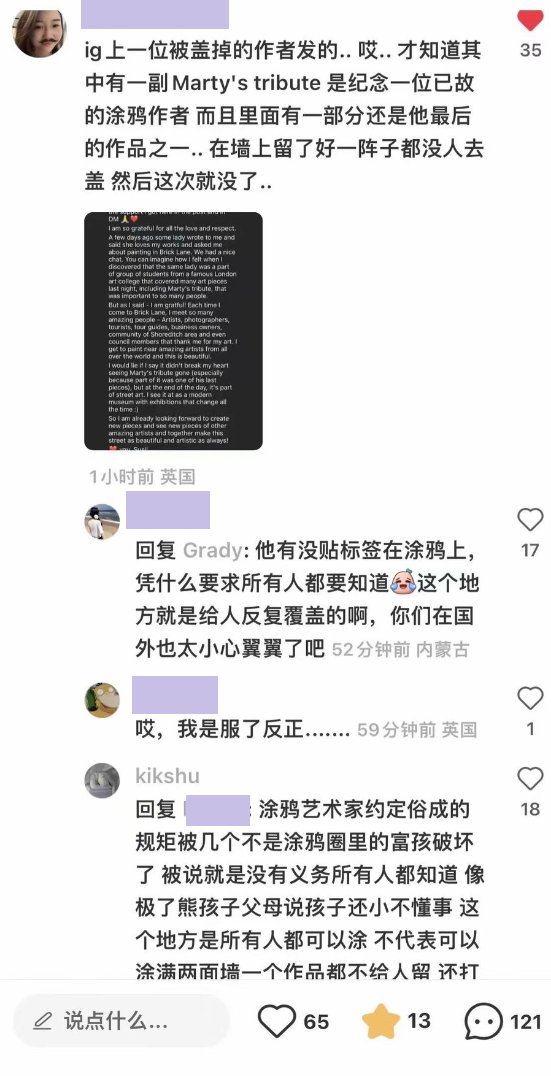 35
ig上一位被盖掉的作者发的.. 哎.. 才知道其
中有一副Marty's tribute 是纪念一位已故
的涂鸦作者 而且里面有一部分还是他最后
的作品之一.. 在墙上留了好一阵子都没人去
盖 然后这次就没了..
the support I got here in the post and in
DM 🙏❤️
I am so grateful for all the love and respect.
A few days ago some lady wrote to me and
said she loves my works and asked me
about painting in Brick Lane. We had a nice
chat. You can imagine how I felt when I
discovered that the same lady was a part
of group of students from a famous London
art college that covered many art pieces
last night, including Marty's tribute, that
was important to so many people.
But as I said - I am gratful! Each time I
come to Brick Lane, I meet so many
amazing people - Artists, photographers,
tourists, tour guides, business owners,
community of Shoreditch area and even
council members that thank me for my art. I
get to paint near amazing artists from all
over the world and this is beautiful.
I would lie if I say it didn't break my heart
seeing Marty's tribute gone (especially
because part of it was one of his last
pieces), but at the end of the day, it's part
of street art. I see it at as a modern
museum with exhibitions that change all
the time :)
So I am already looking forward to create
new pieces and see new pieces of other
amazing artists and together make this
street as beautiful and artistic as always!
1小时前 英国
17
回复 Grady: 他有没贴标签在涂鸦上，
凭什么要求所有人都要知道😂这个地
方就是给人反复覆盖的啊，你们在国
外也太小心翼翼了吧 52分钟前 内蒙古
1
哎，我是服了反正....... 59分钟前 英国
kikshu
18
回复 : 涂鸦艺术家约定俗成的
规矩被几个不是涂鸦圈里的富孩破坏
了 被说就是没有义务所有人都知道 像
极了熊孩子父母说孩子还小不懂事 这
个地方是所有人都可以涂 不代表可以
涂满两面墙一个作品都不给人留 还打
说点什么...
65
13
121